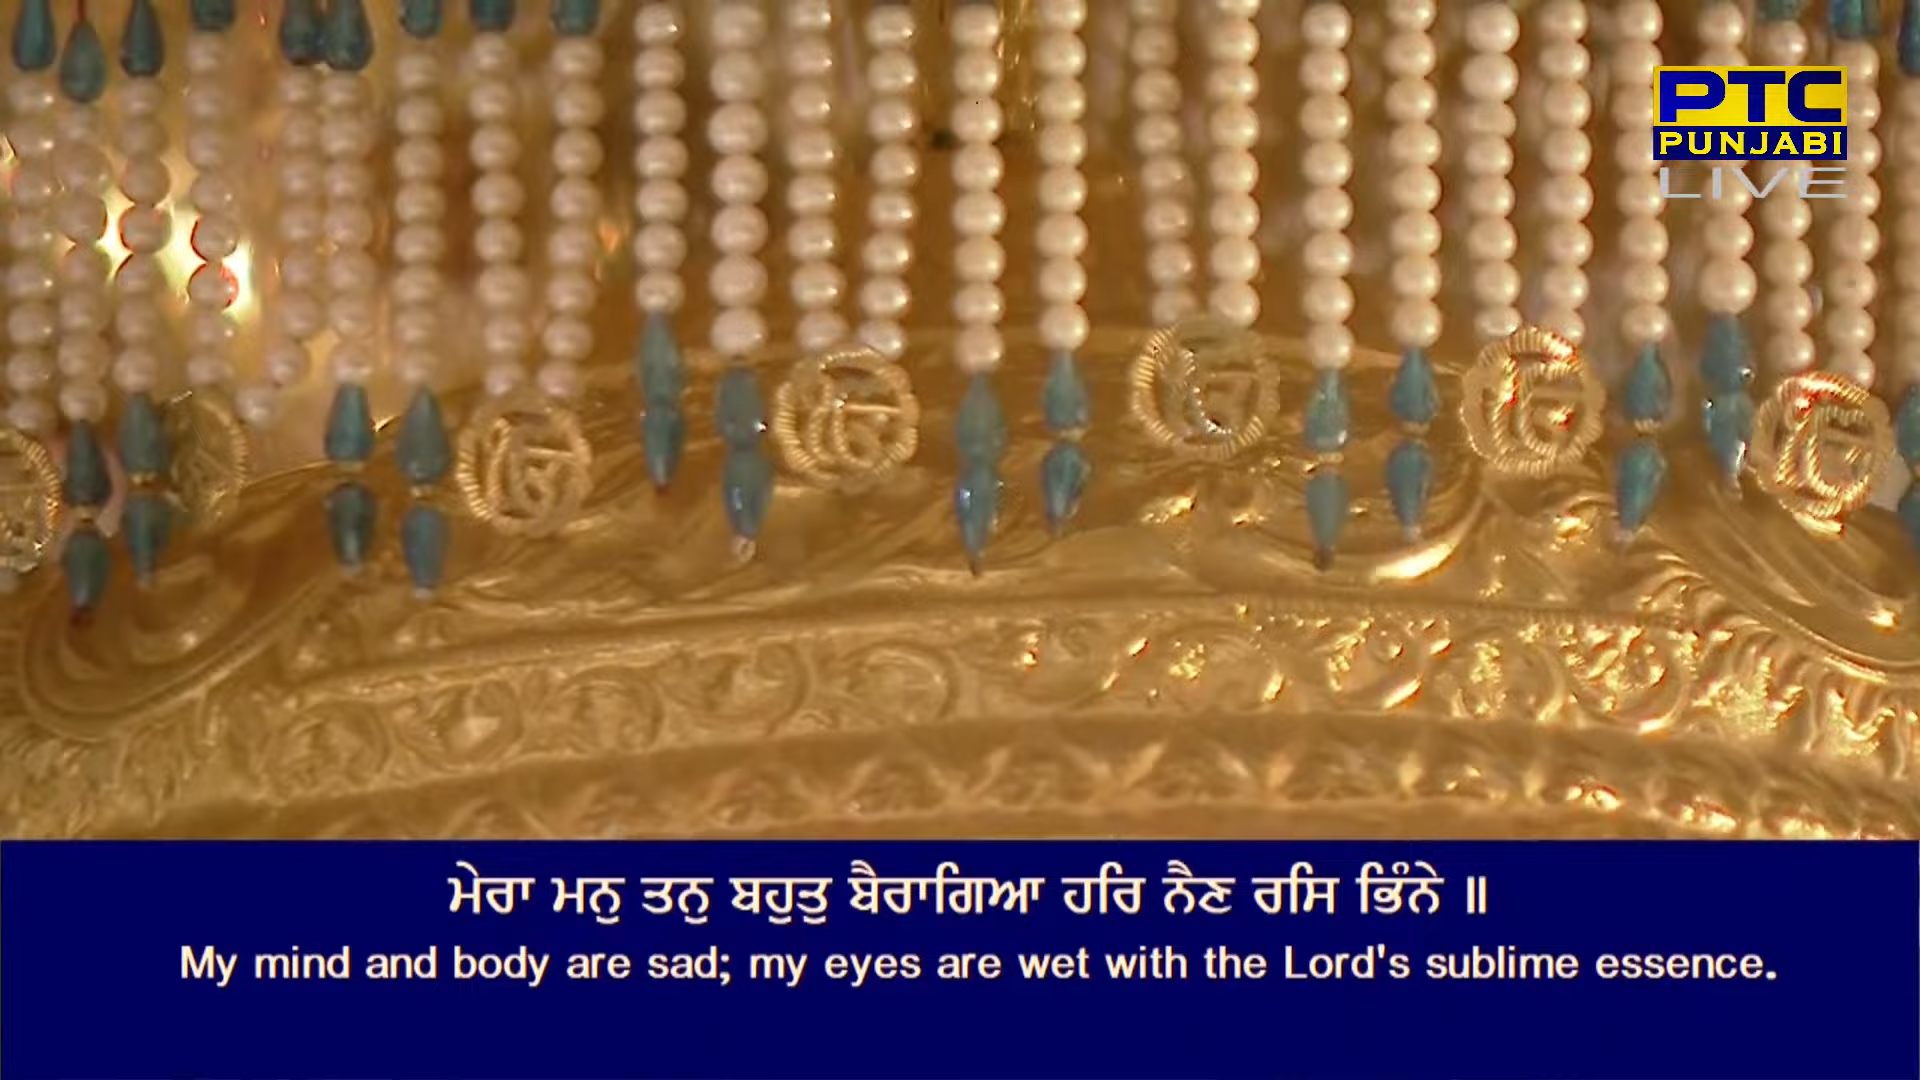 PTC
PUNJABI
LIVE
ਮੇਰਾ ਮਨੁ ਤਨੁ ਬਹੁਤੁ ਬੈਰਾਗਿਆ ਹਰਿ ਨੈਣ ਰਸਿ ਭਿੰਨੇ ॥
My mind and body are sad; my eyes are wet with the Lord's sublime essence.